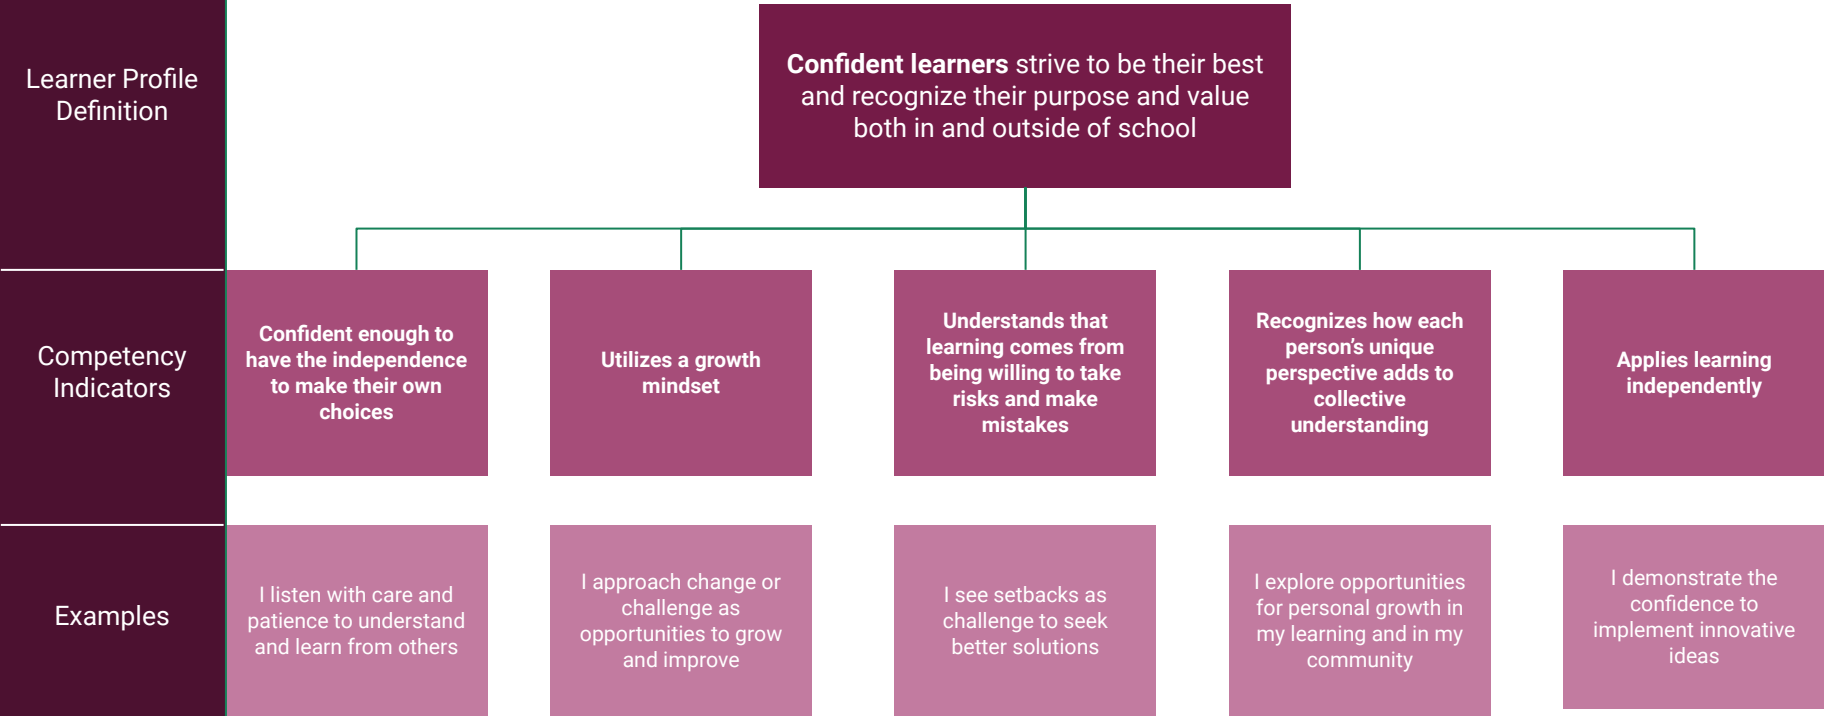 Learner Profile
Definition
Confident learners strive to be their best
and recognize their purpose and value
both in and outside of school
Competency
Indicators
Confident enough to
have the independence
to make their own
choices
Utilizes a growth
mindset
Understands that
learning comes from
being willing to take
risks and make
mistakes
Recognizes how each
person's unique
perspective adds to
collective
understanding
Applies learning
independently
Examples
I listen with care and
patience to understand
and learn from others
I approach change or
challenge as
opportunities to grow
and improve
I see setbacks as
challenge to seek
better solutions
I explore opportunities
for personal growth in
my learning and in my
community
I demonstrate the
confidence to
implement innovative
ideas